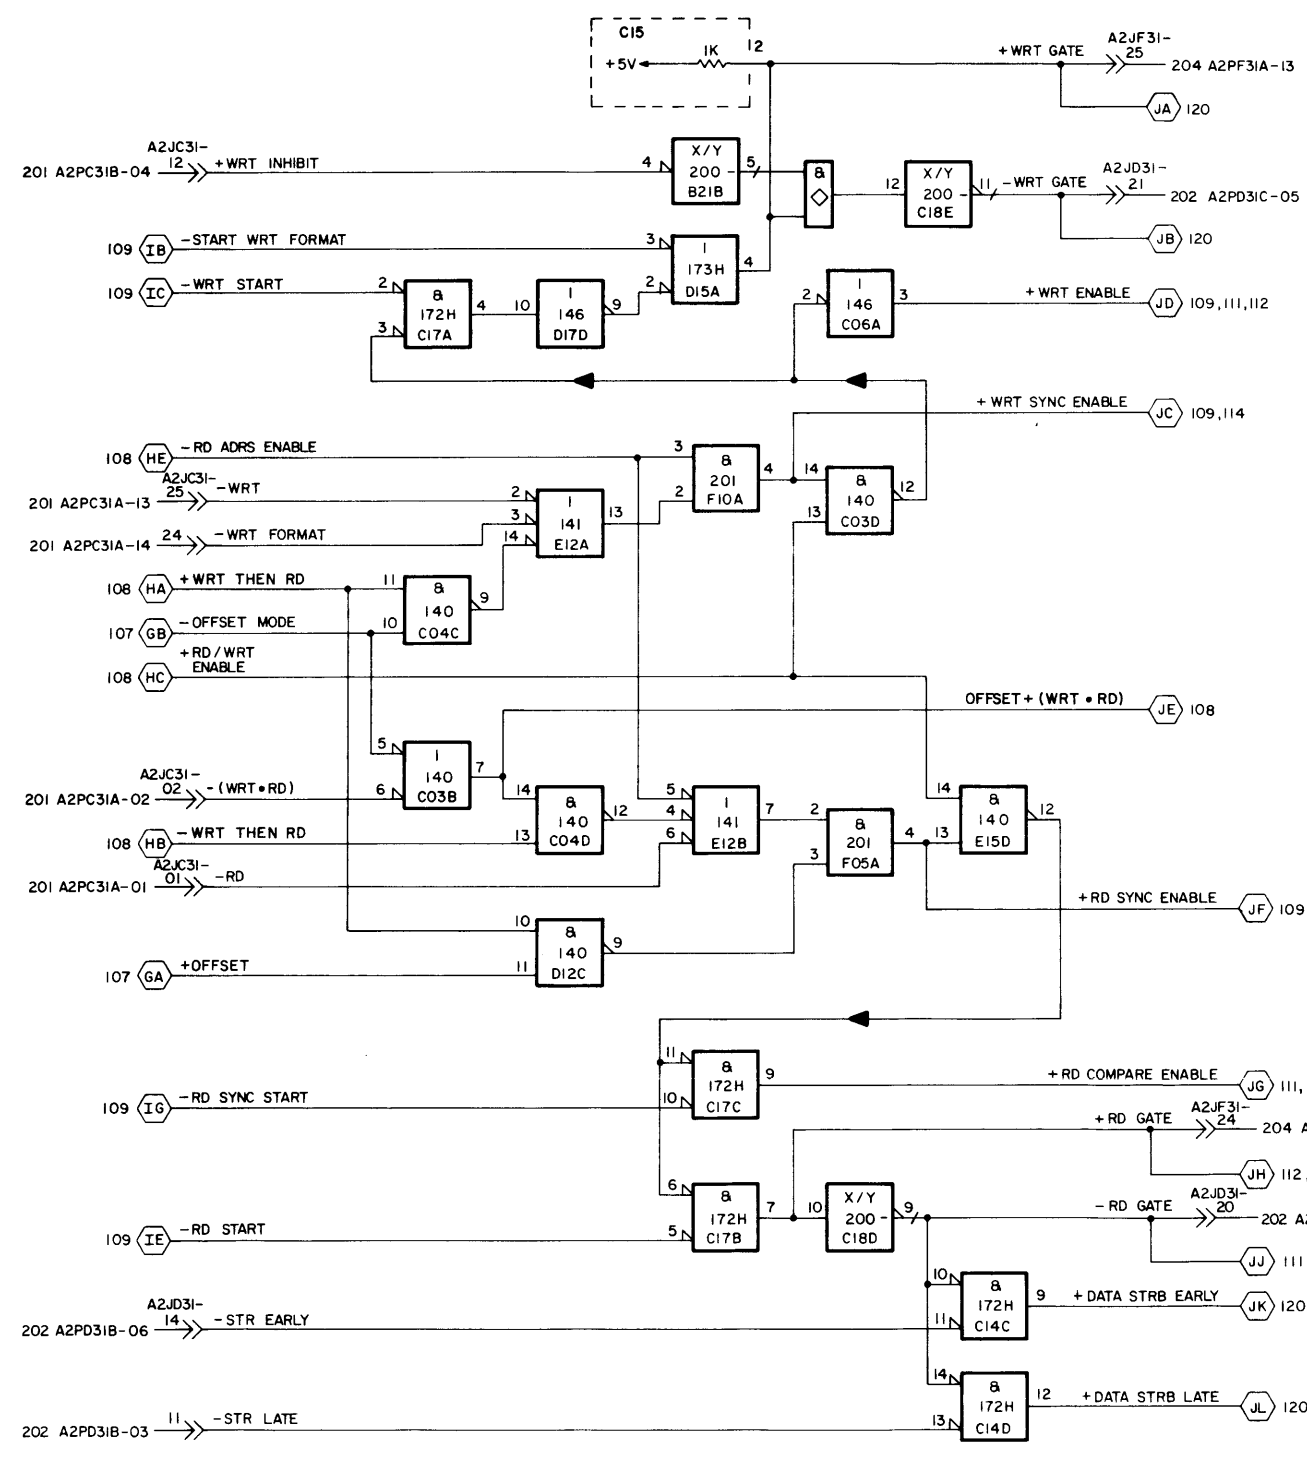 C15
+5V
1K
12
+WRT GATE
A2JF31-
25
204 A2PF31A-13
JA 120
A2JC31-
201 A2PC31B-04
12
+WRT INHIBIT
4
X/Y
200
B21B
5
&
12
X/Y
200
C18E
11
-WRT GATE
A2JD31-
21
202 A2PD31C-05
JB 120
109 IB
-START WRT FORMAT
3
1
173H
D15A
4
2
109 IC
-WRT START
2
&
172H
C17A
4
3
10
1
146
D17D
9
2
1
146
C06A
3
+WRT ENABLE
JD 109,111,112
+WRT SYNC ENABLE
JC 109,114
108 HE
-RD ADRS ENABLE
3
&
201
F10A
4
2
14
&
140
C03D
12
13
A2JC31-
201 A2PC31A-13
25
-WRT
2
1
141
E12A
13
3
14
201 A2PC31A-14
24
-WRT FORMAT
108 HA
+WRT THEN RD
11
&
140
C04C
9
10
107 GB
-OFFSET MODE
108 HC
+RD/WRT
ENABLE
OFFSET+(WRT•RD)
JE 108
5
1
140
C03B
7
6
A2JC31-
201 A2PC31A-02
02
-(WRT•RD)
14
&
140
C04D
12
13
108 HB
-WRT THEN RD
5
4
6
1
141
E12B
7
2
&
201
F05A
4
3
14
&
140
E15D
12
13
A2JC31-
201 A2PC31A-01
01
-RD
+RD SYNC ENABLE
JF 109
10
&
140
D12C
9
11
107 GA
+OFFSET
11
&
172H
C17C
9
10
+RD COMPARE ENABLE
JG 111,
109 IG
-RD SYNC START
+RD GATE
A2JF31-
24
204 A
JH 112,
6
&
172H
C17B
7
5
109 IE
-RD START
10
X/Y
200
C18D
9
-RD GATE
A2JD31-
20
202 A2
JJ 111
10
&
172H
C14C
9
11
+DATA STRB EARLY
JK 120
A2JD31-
202 A2PD31B-06
14
-STR EARLY
14
&
172H
C14D
12
13
+DATA STRB LATE
JL 120
202 A2PD31B-03
11
-STR LATE